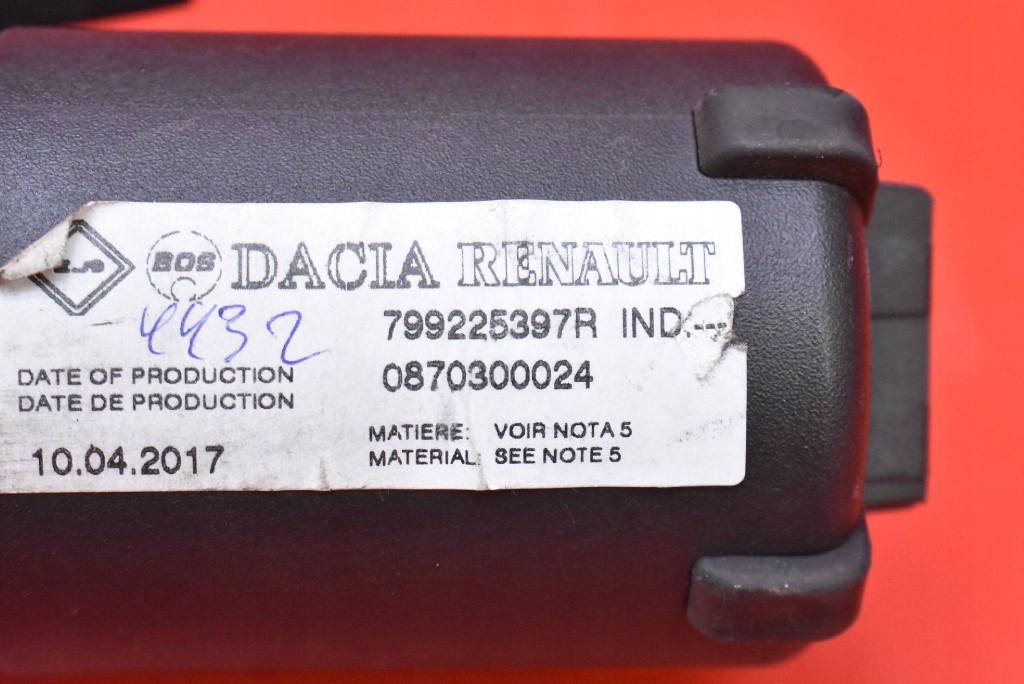 BOS DACIA RENAULT
4432
799225397R IND.---
0870300024
DATE OF PRODUCTION
DATE DE PRODUCTION
10.04.2017
MATIERE: VOIR NOTA 5
MATERIAL: SEE NOTE 5